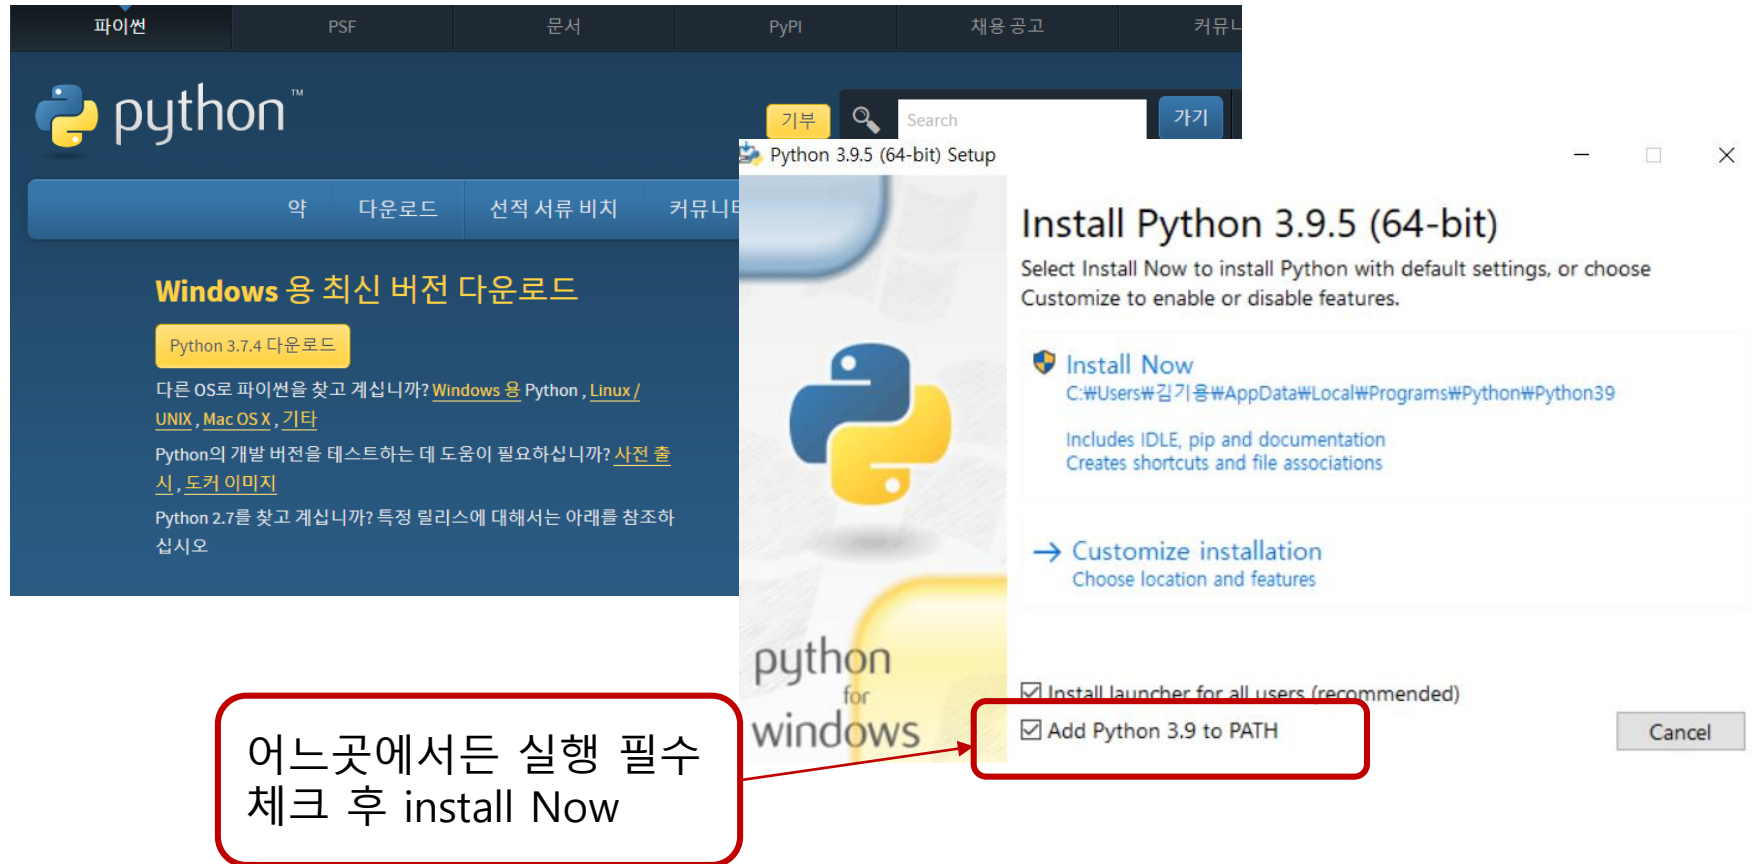 파이썬
PSF
문서
PyPI
채용 공고
커뮤니
python™
기부
Search
가기
약
다운로드
선적 서류 비치
커뮤니티
Windows 용 최신 버전 다운로드
Python 3.7.4 다운로드
다른 OS로 파이썬을 찾고 계십니까? Windows 용 Python , Linux /
UNIX , Mac OS X , 기타
Python의 개발 버전을 테스트하는 데 도움이 필요하십니까? 사전 출
시 , 도커 이미지
Python 2.7를 찾고 계십니까? 특정 릴리스에 대해서는 아래를 참조하
십시오
Python 3.9.5 (64-bit) Setup
Install Python 3.9.5 (64-bit)
Select Install Now to install Python with default settings, or choose
Customize to enable or disable features.
Install Now
C:₩Users₩김기용₩AppData₩Local₩Programs₩Python₩Python39
Includes IDLE, pip and documentation
Creates shortcuts and file associations
Customize installation
Choose location and features
python
for
windows
Install launcher for all users (recommended)
Add Python 3.9 to PATH
Cancel
어느곳에서든 실행 필수
체크 후 install Now